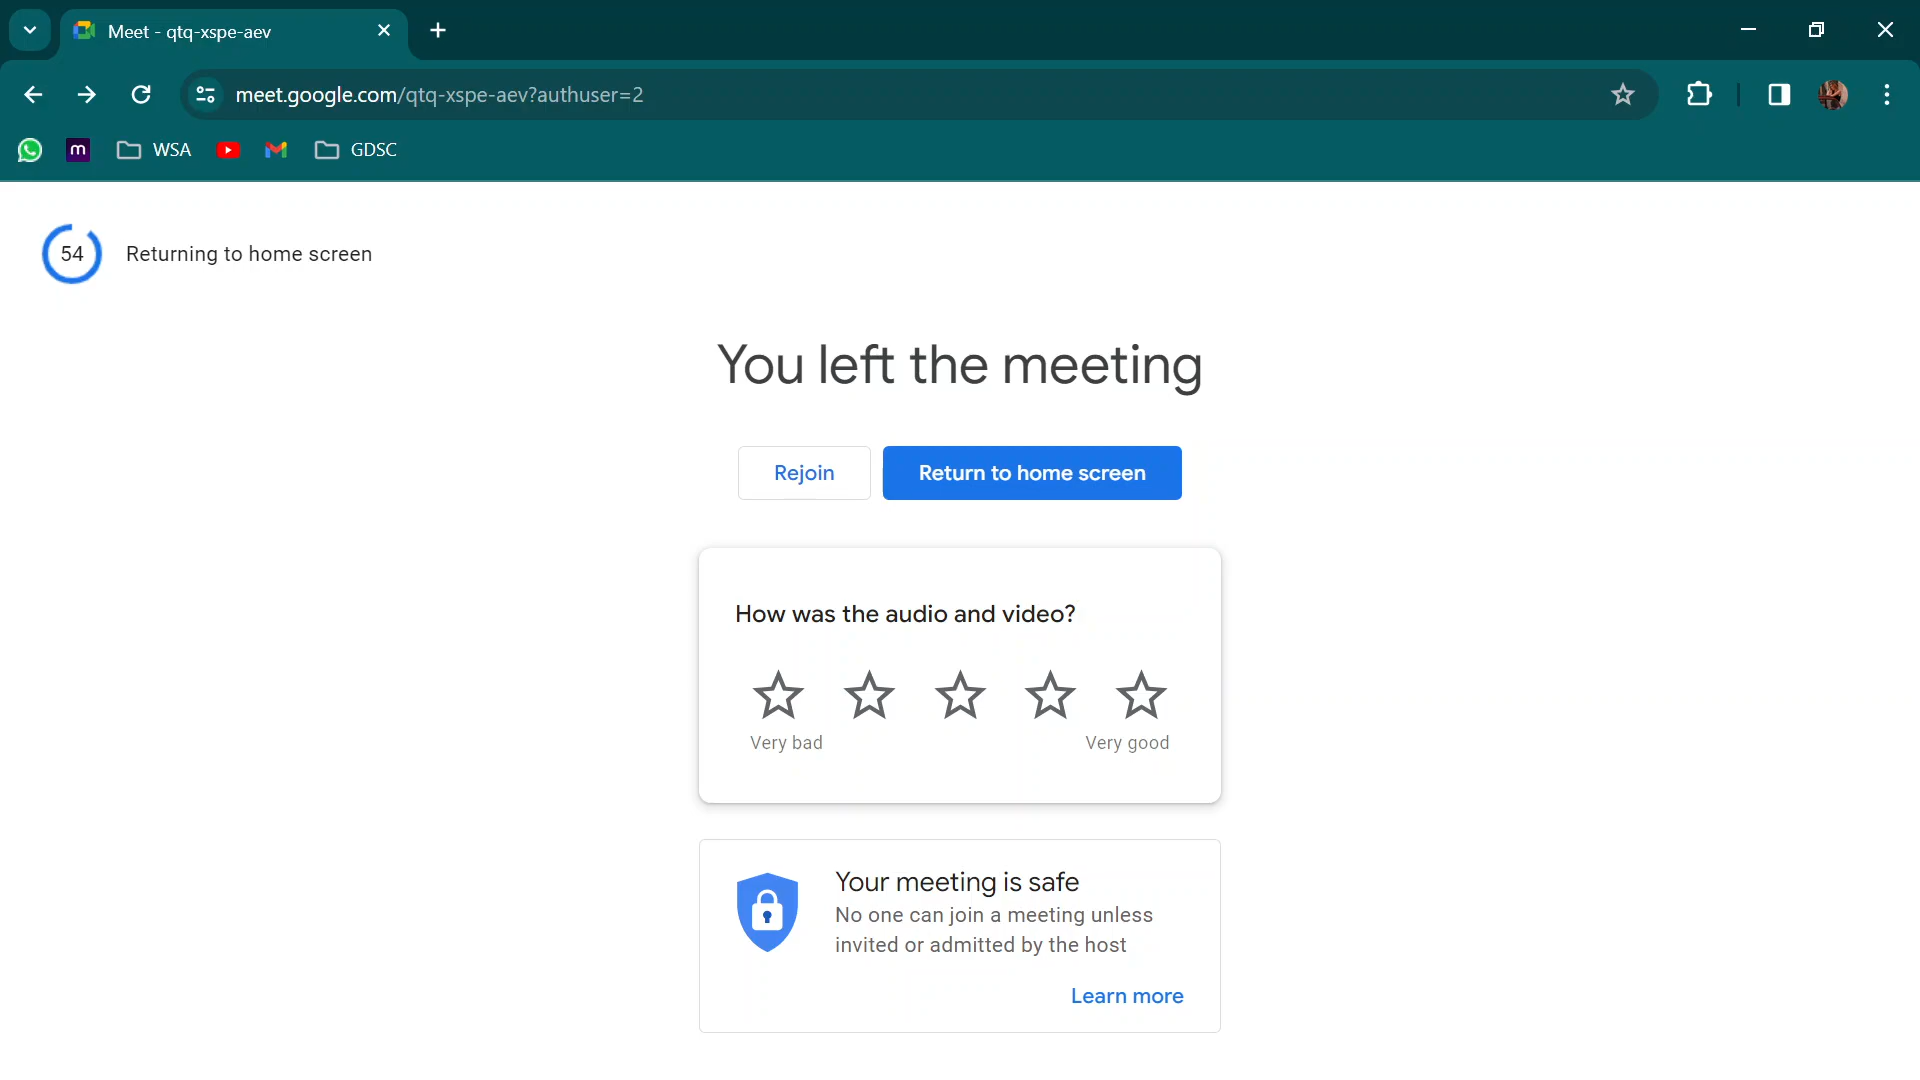 Meet - qtq-xspe-aev
meet.google.com/qtq-xspe-aev?authuser=2
m WSA GDSC
54 Returning to home screen
You left the meeting
Rejoin Return to home screen
How was the audio and video?
Very bad Very good
Your meeting is safe
No one can join a meeting unless
invited or admitted by the host
Learn more